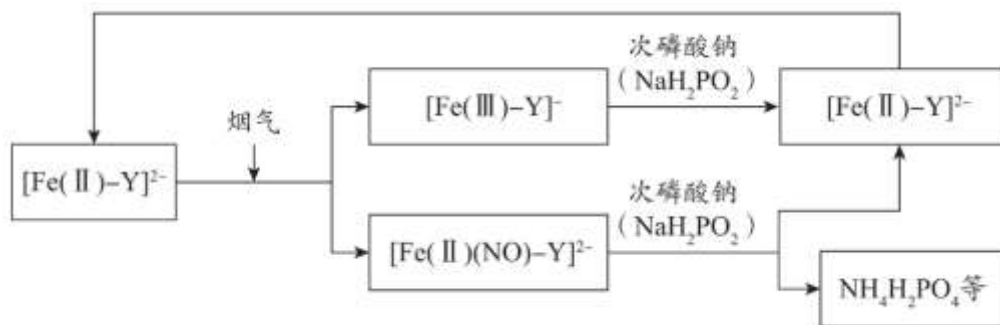 次磷酸钠
(NaH₂PO₂)
[Fe(Ⅲ)–Y]⁻
[Fe(Ⅱ)–Y]²⁻
烟气
[Fe(Ⅱ)–Y]²⁻
次磷酸钠
(NaH₂PO₂)
[Fe(Ⅱ)(NO)–Y]²⁻
NH₄H₂PO₄等